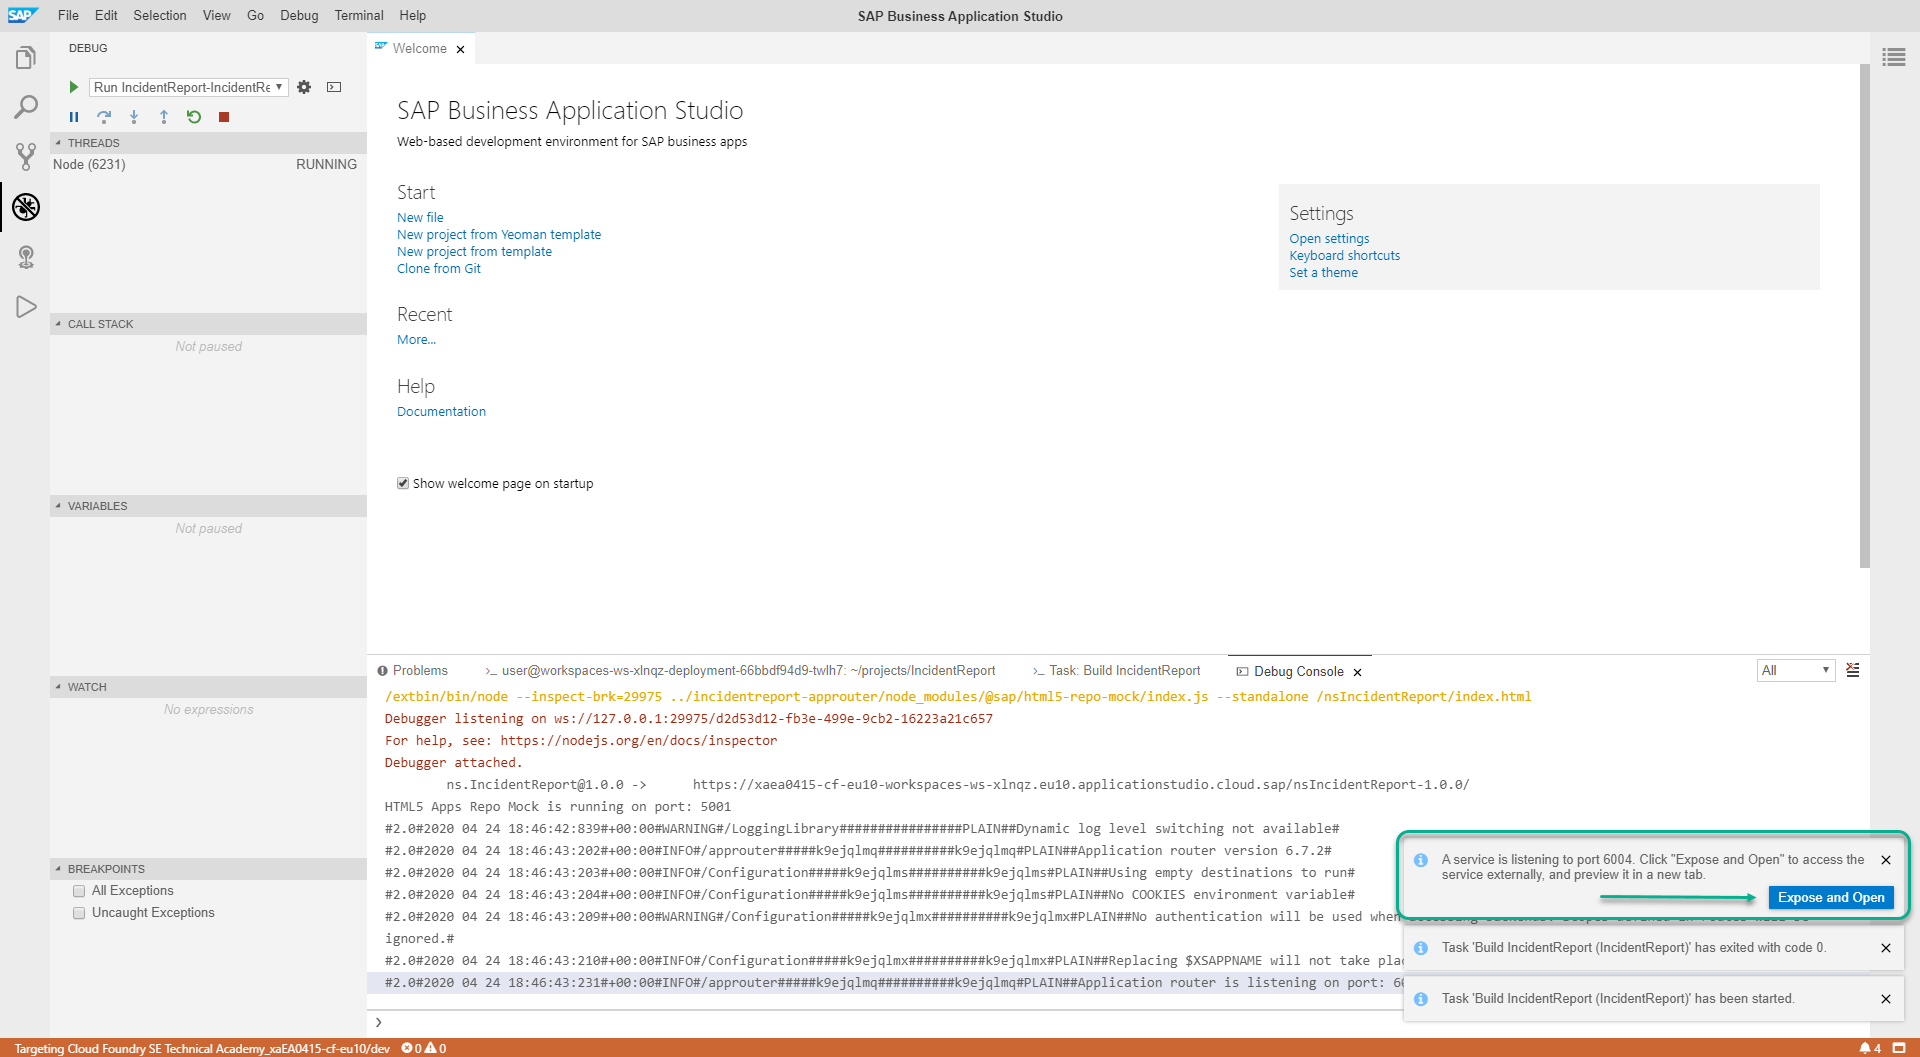 SAP File Edit Selection View Go Debug Terminal Help
SAP Business Application Studio
DEBUG
Run IncidentReport-IncidentRe
THREADS
Node (6231) RUNNING
CALL STACK
Not paused
VARIABLES
Not paused
WATCH
No expressions
BREAKPOINTS
All Exceptions
Uncaught Exceptions
Welcome
SAP Business Application Studio
Web-based development environment for SAP business apps
Start
New file
New project from Yeoman template
New project from template
Clone from Git
Recent
More...
Help
Documentation
Show welcome page on startup
Settings
Open settings
Keyboard shortcuts
Set a theme
Problems >_ user@workspaces-ws-xlnqz-deployment-66bbdf94d9-twlh7: ~/projects/IncidentReport >_ Task: Build IncidentReport Debug Console All
/extbin/bin/node --inspect-brk=29975 ../incidentreport-approuter/node_modules/@sap/html5-repo-mock/index.js --standalone /nsIncidentReport/index.html
Debugger listening on ws://127.0.0.1:29975/d2d53d12-fb3e-499e-9cb2-16223a21c657
For help, see: https://nodejs.org/en/docs/inspector
Debugger attached.
ns.IncidentReport@1.0.0 -> https://xaea0415-cf-eu10-workspaces-ws-xlnqz.eu10.applicationstudio.cloud.sap/nsIncidentReport-1.0.0/
HTML5 Apps Repo Mock is running on port: 5001
#2.0#2020 04 24 18:46:42:839#+00:00#WARNING#/LoggingLibrary################PLAIN##Dynamic log level switching not available#
#2.0#2020 04 24 18:46:43:202#+00:00#INFO#/approuter#####k9ejqlmq##########k9ejqlmq#PLAIN##Application router version 6.7.2#
#2.0#2020 04 24 18:46:43:203#+00:00#INFO#/Configuration#####k9ejqlms##########k9ejqlms#PLAIN##Using empty destinations to run#
#2.0#2020 04 24 18:46:43:204#+00:00#INFO#/Configuration#####k9ejqlms##########k9ejqlms#PLAIN##No COOKIES environment variable#
#2.0#2020 04 24 18:46:43:209#+00:00#WARNING#/Configuration#####k9ejqlmx##########k9ejqlmx#PLAIN##No authentication will be used when
ignored.#
#2.0#2020 04 24 18:46:43:210#+00:00#INFO#/Configuration#####k9ejqlmx##########k9ejqlmx#PLAIN##Replacing $XSAPPNAME will not take plac
#2.0#2020 04 24 18:46:43:231#+00:00#INFO#/approuter#####k9ejqlmq##########k9ejqlmq#PLAIN##Application router is listening on port: 6
A service is listening to port 6004. Click "Expose and Open" to access the
service externally, and preview it in a new tab.
Expose and Open
Task 'Build IncidentReport (IncidentReport)' has exited with code 0.
Task 'Build IncidentReport (IncidentReport)' has been started.
Targeting Cloud Foundry SE Technical Academy_xaEA0415-cf-eu10/dev 0 0 4